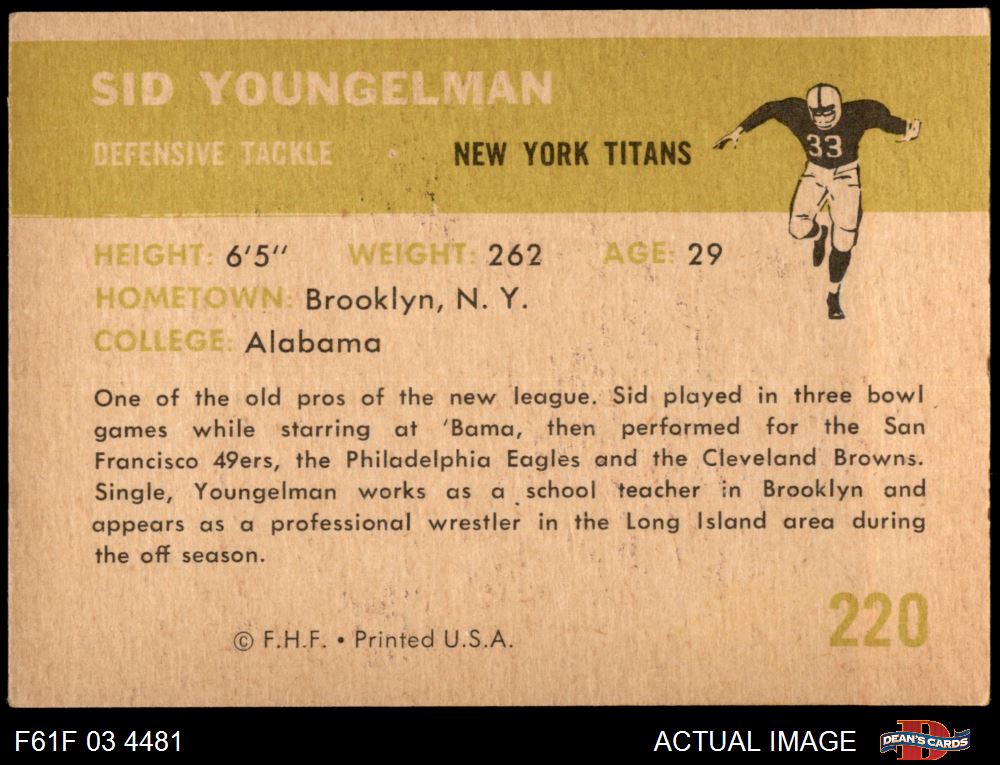 SID YOUNGELMAN
DEFENSIVE TACKLE NEW YORK TITANS
33
HEIGHT: 6'5" WEIGHT: 262 AGE: 29
HOMETOWN: Brooklyn, N. Y.
COLLEGE: Alabama
One of the old pros of the new league. Sid played in three bowl
games while starring at 'Bama, then performed for the San
Francisco 49ers, the Philadelphia Eagles and the Cleveland Browns.
Single, Youngelman works as a school teacher in Brooklyn and
appears as a professional wrestler in the Long Island area during
the off season.
220
© F.H.F. • Printed U.S.A.
F61F 03 4481 ACTUAL IMAGE DEAN'S CARDS